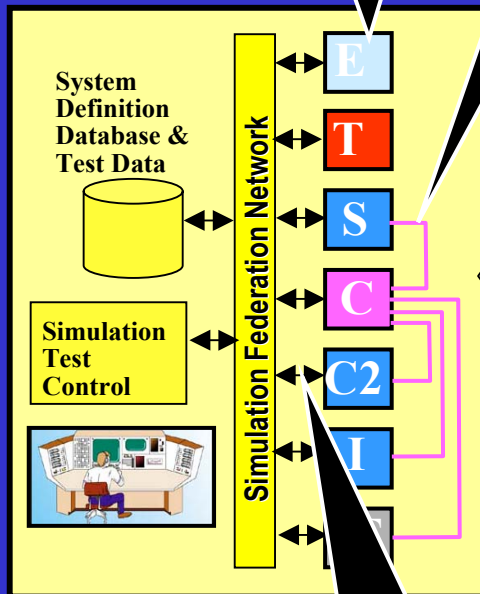 System
Definition
Database &
Test Data
Simulation
Test
Control
Simulation Federation Network
E
T
S
C
C2
I